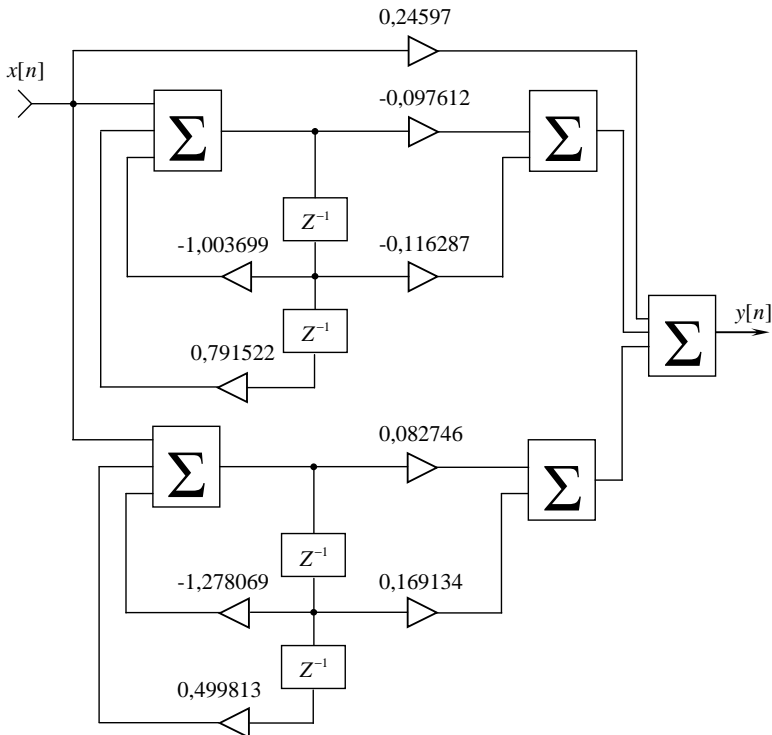 0,24597
x[n]
-0,097612
Σ
Σ
Z⁻¹
-1,003699
-0,116287
Z⁻¹
0,791522
Σ
y[n]
0,082746
Σ
Σ
Z⁻¹
-1,278069
0,169134
Z⁻¹
0,499813